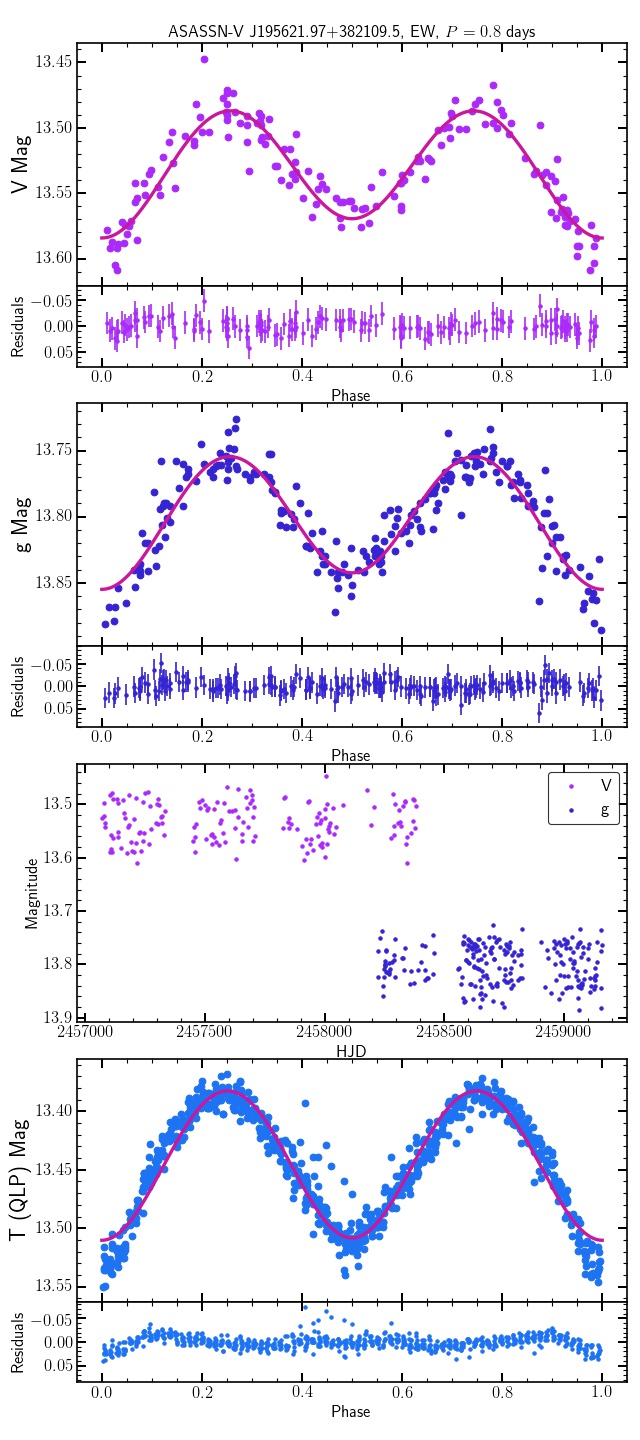 ASASSN-V J195621.97+382109.5, EW, P = 0.8 days
V Mag
13.45
13.50
13.55
13.60
Residuals
−0.05
0.00
0.05
0.0 0.2 0.4 0.6 0.8 1.0
Phase
g Mag
13.75
13.80
13.85
Residuals
−0.05
0.00
0.05
0.0 0.2 0.4 0.6 0.8 1.0
Phase
Magnitude
13.5
13.6
13.7
13.8
13.9
V
g
2457000 2457500 2458000 2458500 2459000
HJD
T (QLP) Mag
13.40
13.45
13.50
13.55
Residuals
−0.05
0.00
0.05
0.0 0.2 0.4 0.6 0.8 1.0
Phase